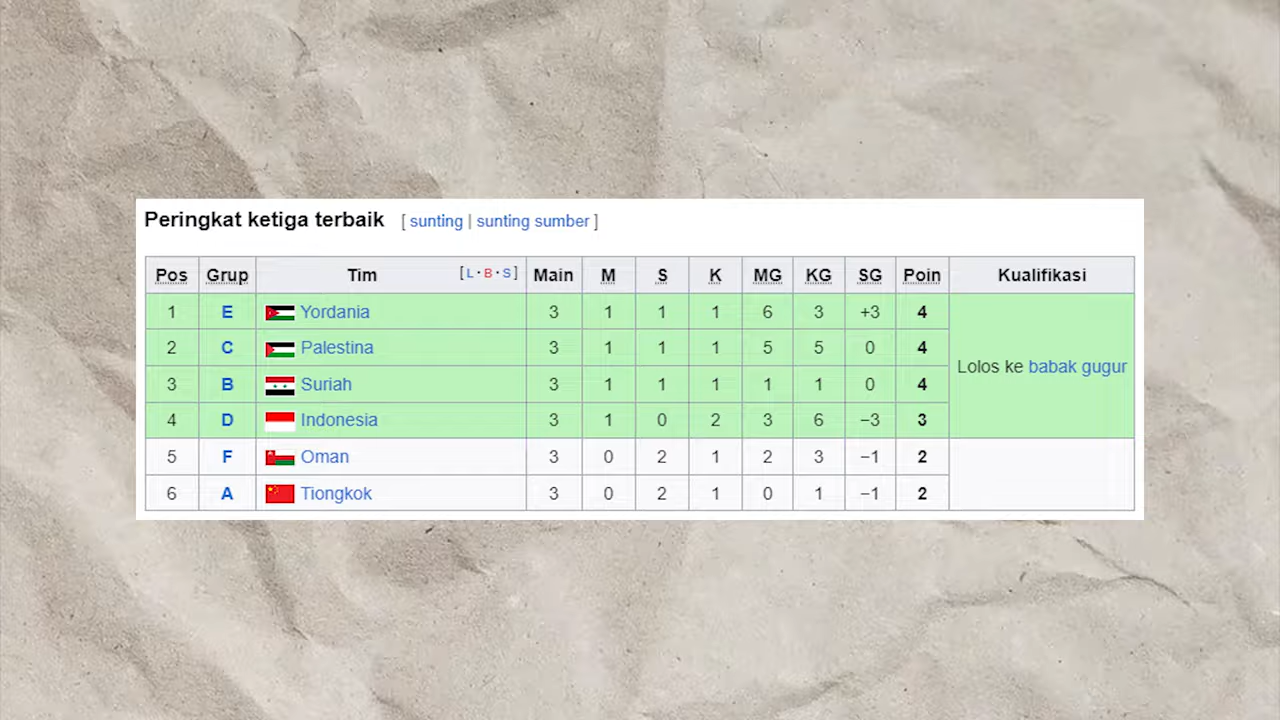 Peringkat ketiga terbaik [ sunting | sunting sumber ]
Pos Grup Tim [ L · B · S ] Main M S K MG KG SG Poin Kualifikasi
1 E Yordania 3 1 1 1 6 3 +3 4
2 C Palestina 3 1 1 1 5 5 0 4
Lolos ke babak gugur
3 B Suriah 3 1 1 1 1 1 0 4
4 D Indonesia 3 1 0 2 3 6 −3 3
5 F Oman 3 0 2 1 2 3 −1 2
6 A Tiongkok 3 0 2 1 0 1 −1 2